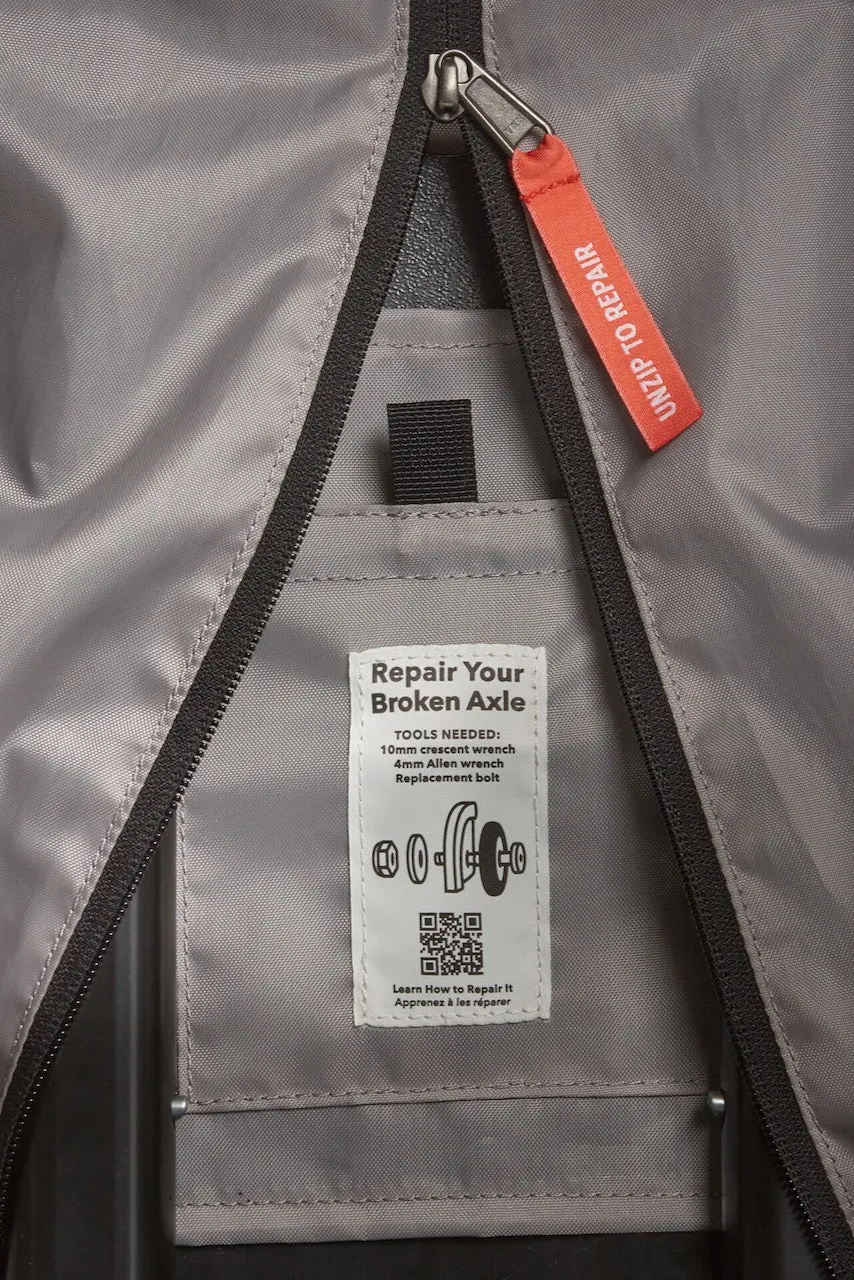 UNZIP TO REPAIR
Repair Your
Broken Axle
TOOLS NEEDED:
10mm crescent wrench
4mm Allen wrench
Replacement bolt
Learn How to Repair It
Apprenez à les réparer